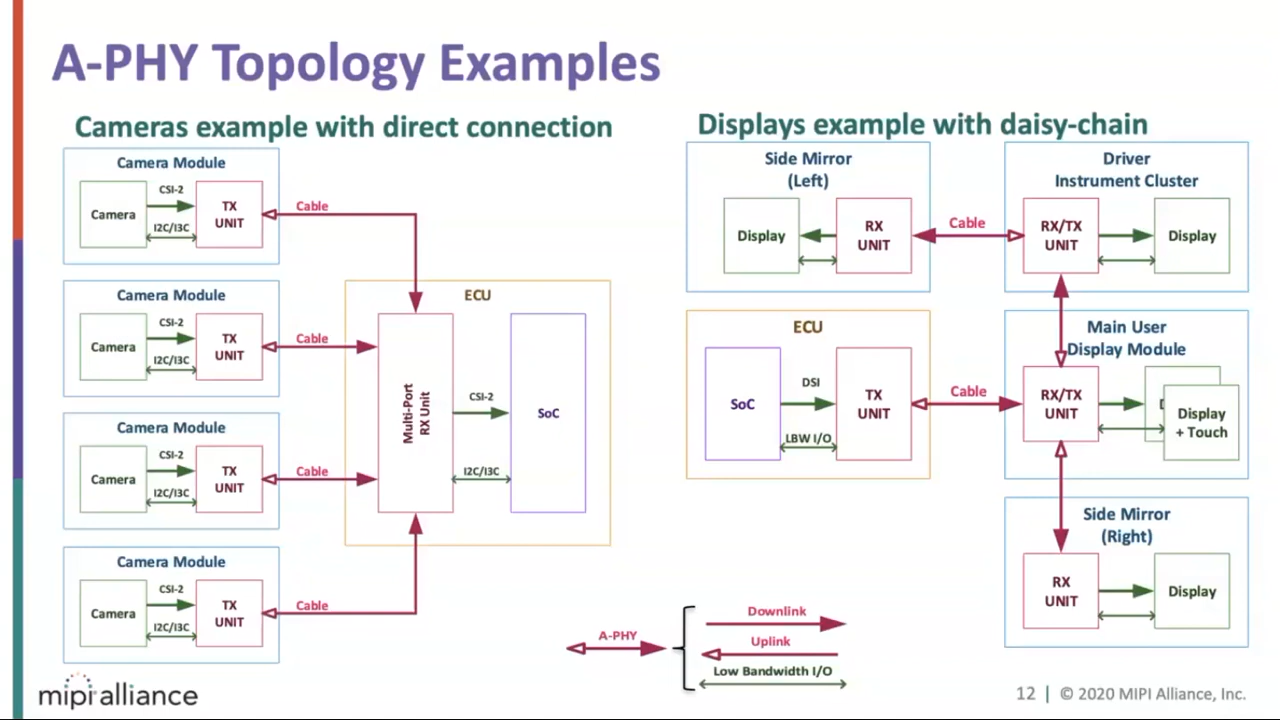 A-PHY Topology Examples
Cameras example with direct connection
Camera Module
Camera
CSI-2
I2C/I3C
TX
UNIT
Cable
Camera Module
Camera
CSI-2
I2C/I3C
TX
UNIT
Cable
Camera Module
Camera
CSI-2
I2C/I3C
TX
UNIT
Cable
Camera Module
Camera
CSI-2
I2C/I3C
TX
UNIT
Cable
ECU
Multi-Port
RX Unit
CSI-2
I2C/I3C
SoC
Displays example with daisy-chain
Side Mirror
(Left)
Display
RX
UNIT
Cable
Driver
Instrument Cluster
RX/TX
UNIT
Display
ECU
SoC
DSI
LBW I/O
TX
UNIT
Cable
Main User
Display Module
RX/TX
UNIT
Display
+ Touch
Side Mirror
(Right)
RX
UNIT
Display
A-PHY
Downlink
Uplink
Low Bandwidth I/O
mipi alliance
12 | © 2020 MIPI Alliance, Inc.